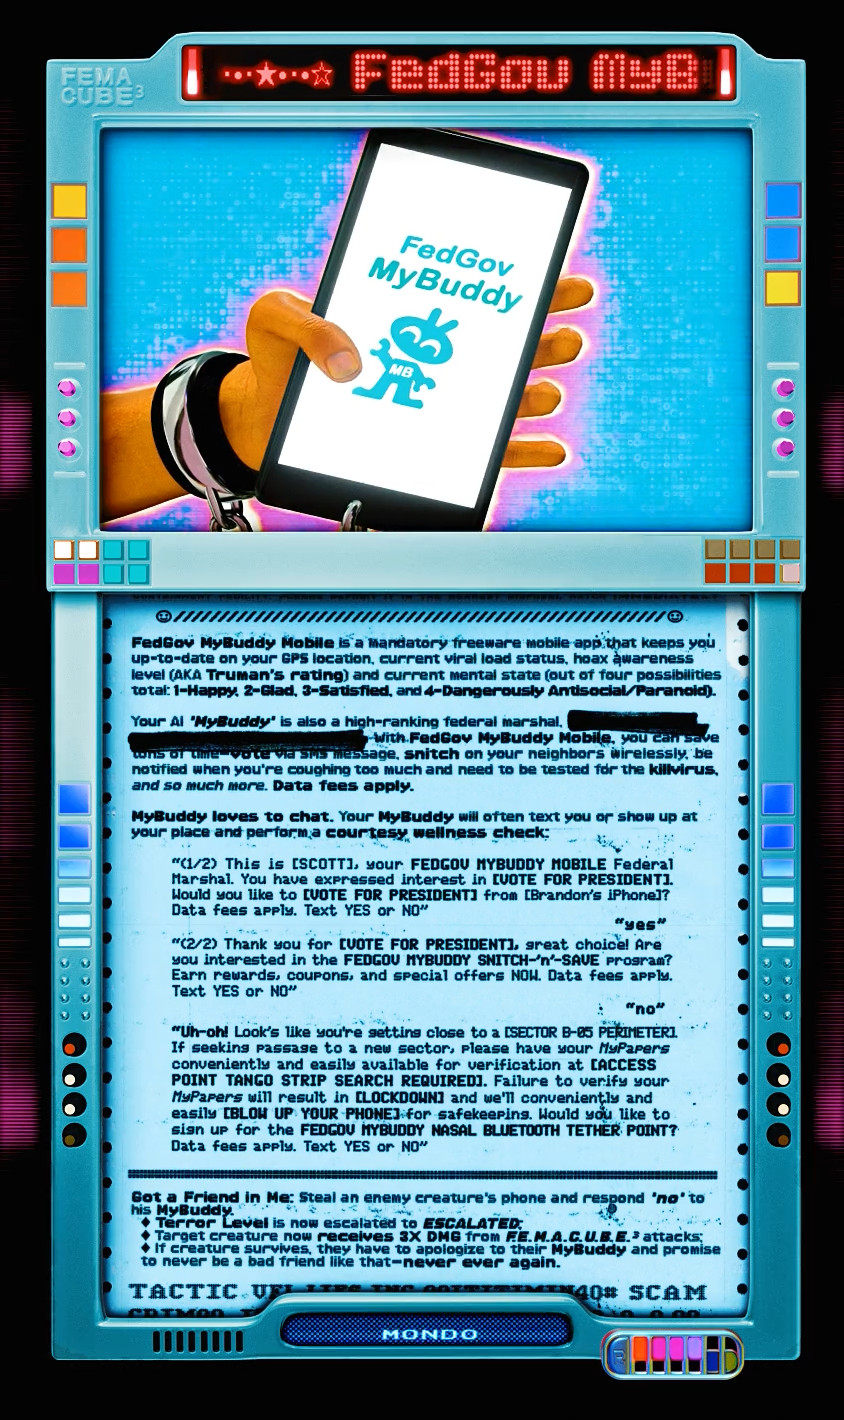 FEMA
CUBE³
FedGov MyB
FedGov
MyBuddy
MB
FedGov MyBuddy Mobile is a mandatory freeware mobile app that keeps you
up-to-date on your GPS location, current viral load status, hoax awareness
level (AKA Truman's rating) and current mental state (out of four possibilities
total: 1-Happy, 2-Glad, 3-Satisfied, and 4-Dangerously Antisocial/Paranoid).
Your AI "MyBuddy" is also a high-ranking federal marshal.
With FedGov MyBuddy Mobile, you can save
tons of time—vote via SMS message, snitch on your neighbors wirelessly, be
notified when you're coughing too much and need to be tested for the killvirus,
and so much more. Data fees apply.
MyBuddy loves to chat. Your MyBuddy will often text you or show up at
your place and perform a courtesy wellness check:
"(1/2) This is [SCOTT], your FEDGOV MYBUDDY MOBILE Federal
Marshal. You have expressed interest in [VOTE FOR PRESIDENT].
Would you like to [VOTE FOR PRESIDENT] from [Brandon's iPhone]?
Data fees apply. Text YES or NO"
"yes"
"(2/2) Thank you for [VOTE FOR PRESIDENT], great choice! Are
you interested in the FEDGOV MYBUDDY SNITCH-'n'-SAVE program?
Earn rewards, coupons, and special offers NOW. Data fees apply.
Text YES or NO"
"no"
"Uh-oh! Look's like you're getting close to a [SECTOR B-05 PERIMETER].
If seeking passage to a new sector, please have your MyPapers
conveniently and easily available for verification at [ACCESS
POINT TANGO STRIP SEARCH REQUIRED]. Failure to verify your
MyPapers will result in [LOCKDOWN] and we'll conveniently and
easily [BLOW UP YOUR PHONE] for safekeeping. Would you like to
sign up for the FEDGOV MYBUDDY NASAL BLUETOOTH TETHER POINT?
Data fees apply. Text YES or NO"
Got a Friend in Me: Steal an enemy creature's phone and respond "no" to
his MyBuddy.
♦ Terror Level is now escalated to ESCALATED;
♦ Target creature now receives 3X DMG from F.E.M.A.C.U.B.E.³ attacks;
♦ If creature survives, they have to apologize to their MyBuddy and promise
to never be a bad friend like that—never ever again.
TACTIC SCAM
MONDO